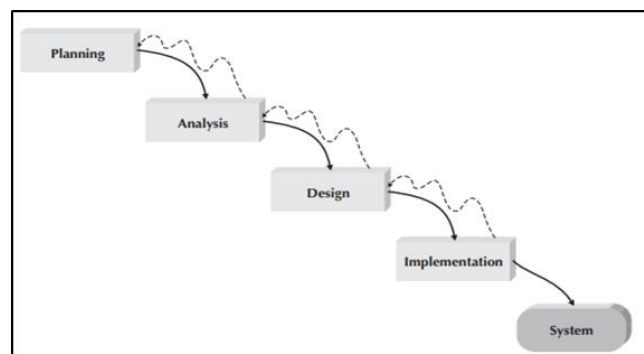 Planning
Analysis
Design
Implementation
System